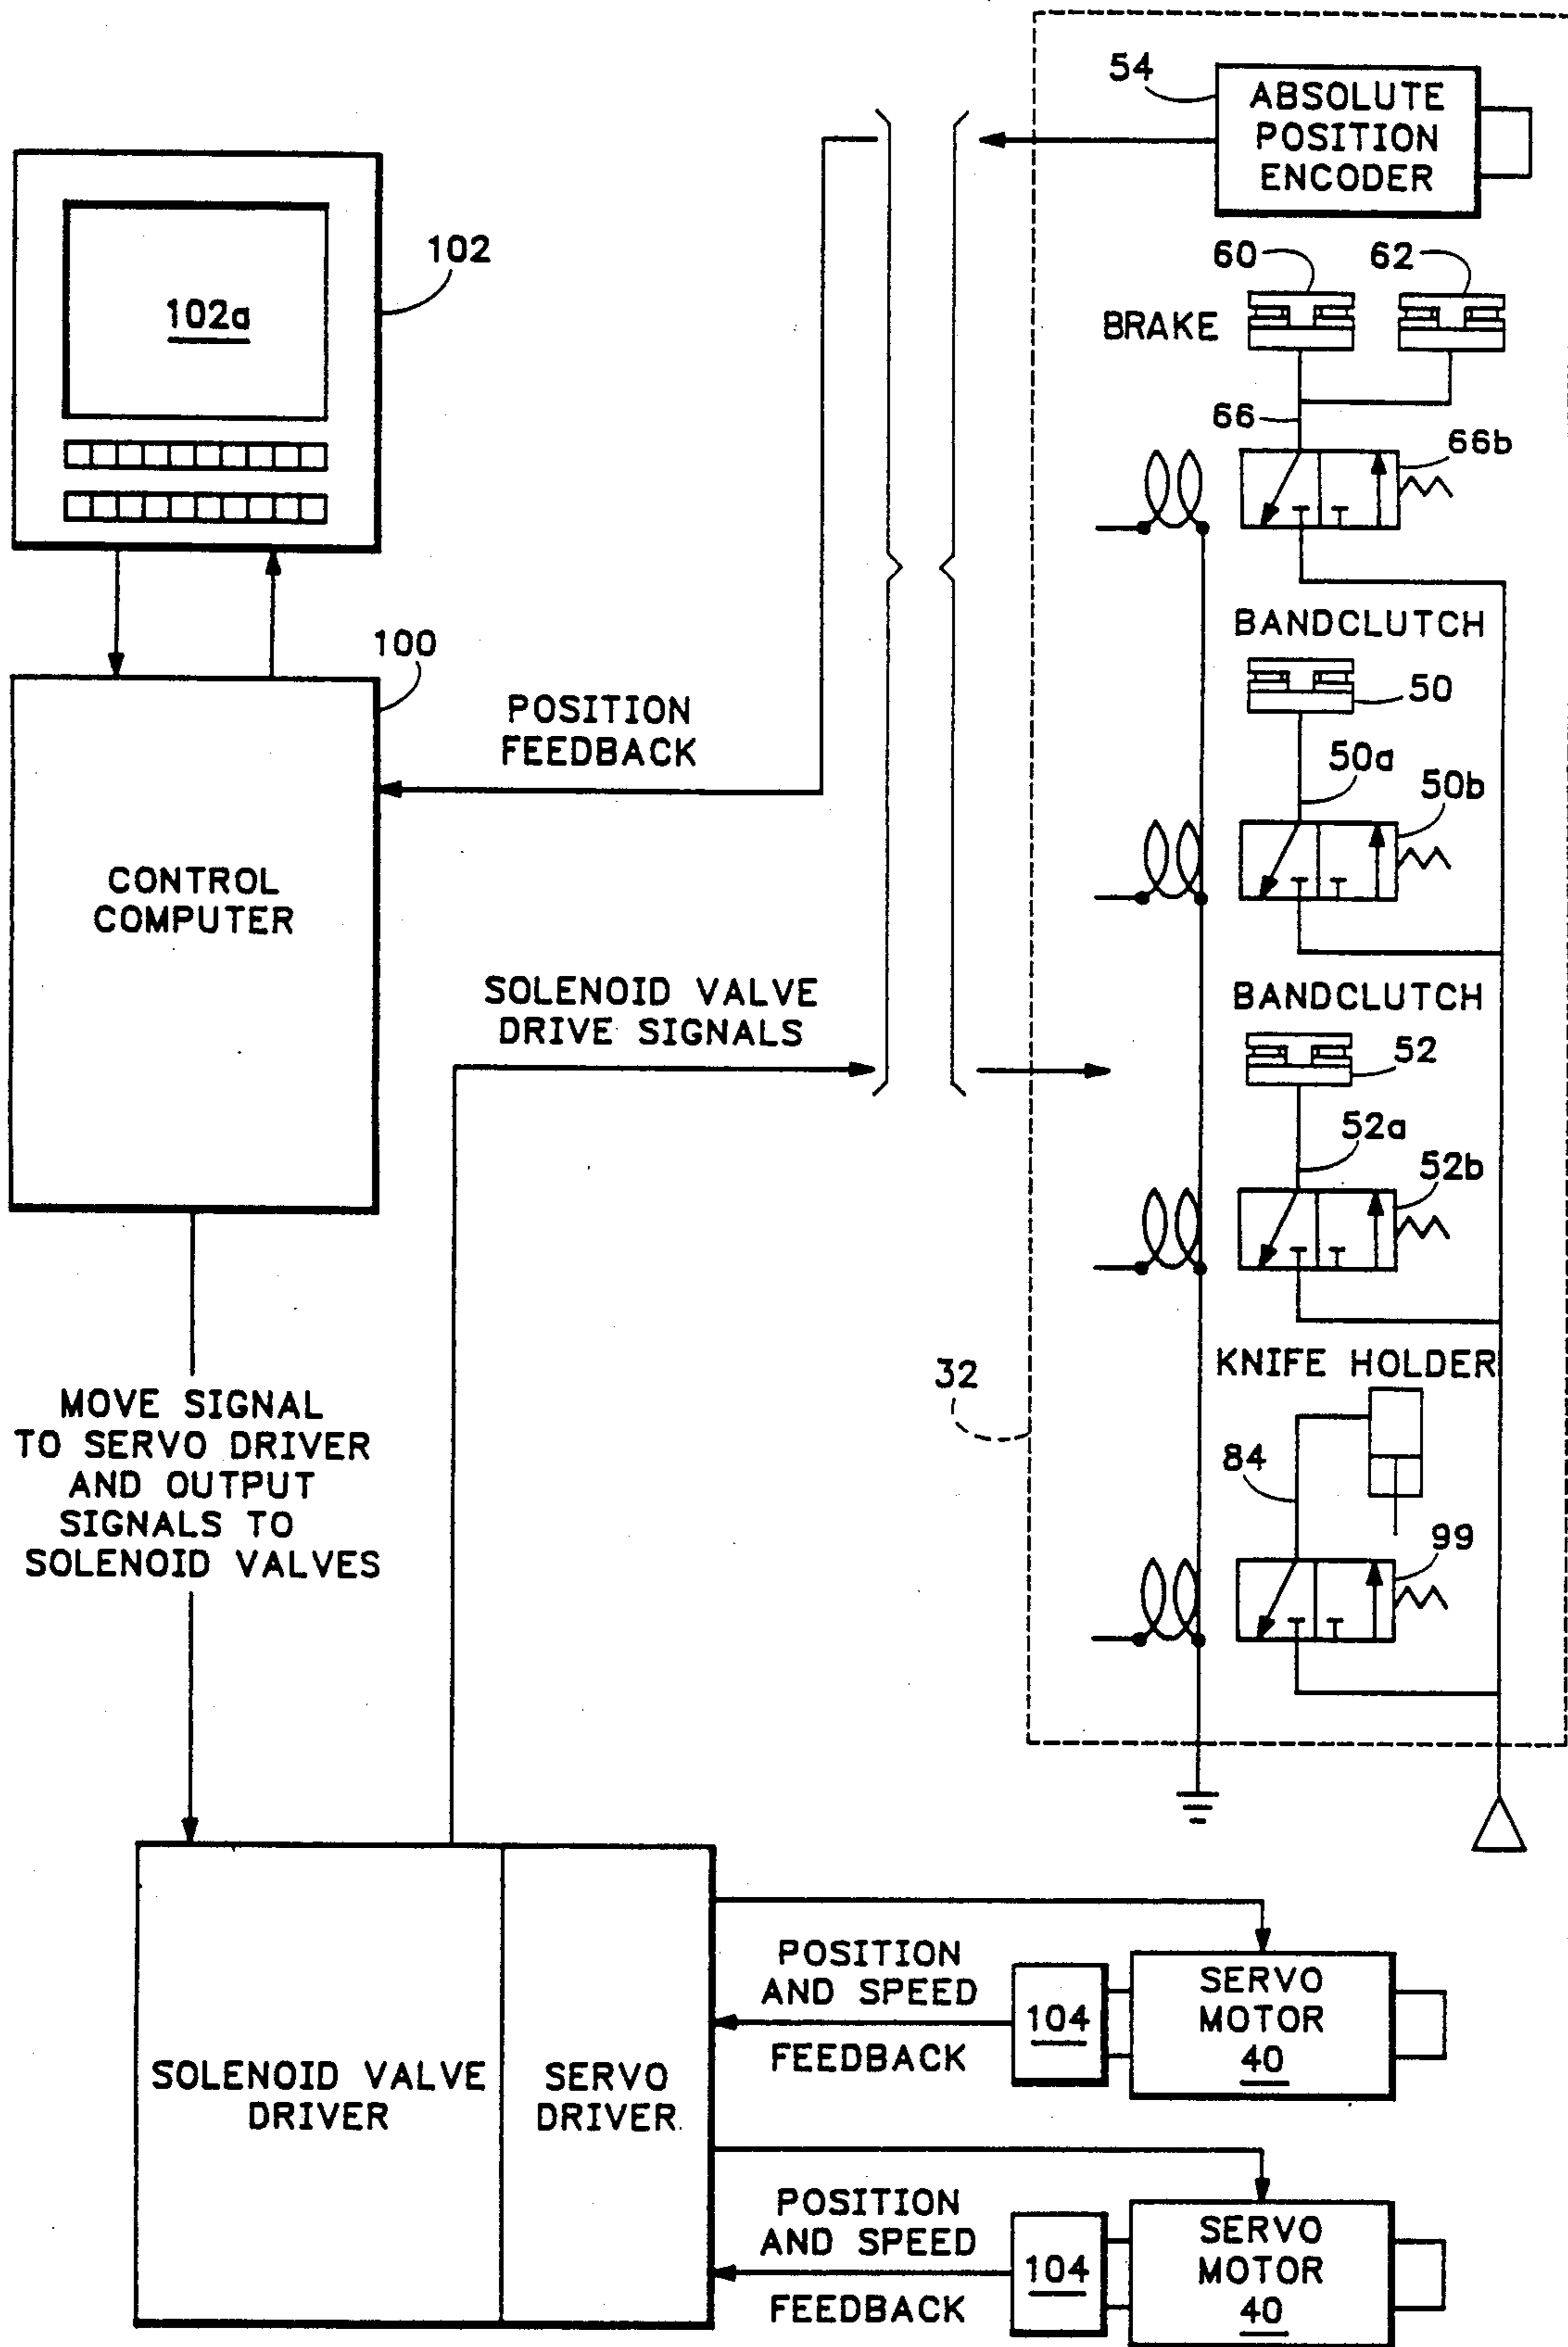 54
ABSOLUTE
POSITION
ENCODER
102
102a
60
62
BRAKE
66
66b
BANDCLUTCH
100
50
POSITION
FEEDBACK
50a
50b
CONTROL
COMPUTER
SOLENOID VALVE
DRIVE SIGNALS
BANDCLUTCH
52
52a
52b
32
KNIFE HOLDER
MOVE SIGNAL
TO SERVO DRIVER
AND OUTPUT
SIGNALS TO
SOLENOID VALVES
84
99
SOLENOID VALVE
DRIVER
SERVO
DRIVER
POSITION
AND SPEED
FEEDBACK
104
SERVO
MOTOR
40
POSITION
AND SPEED
FEEDBACK
104
SERVO
MOTOR
40